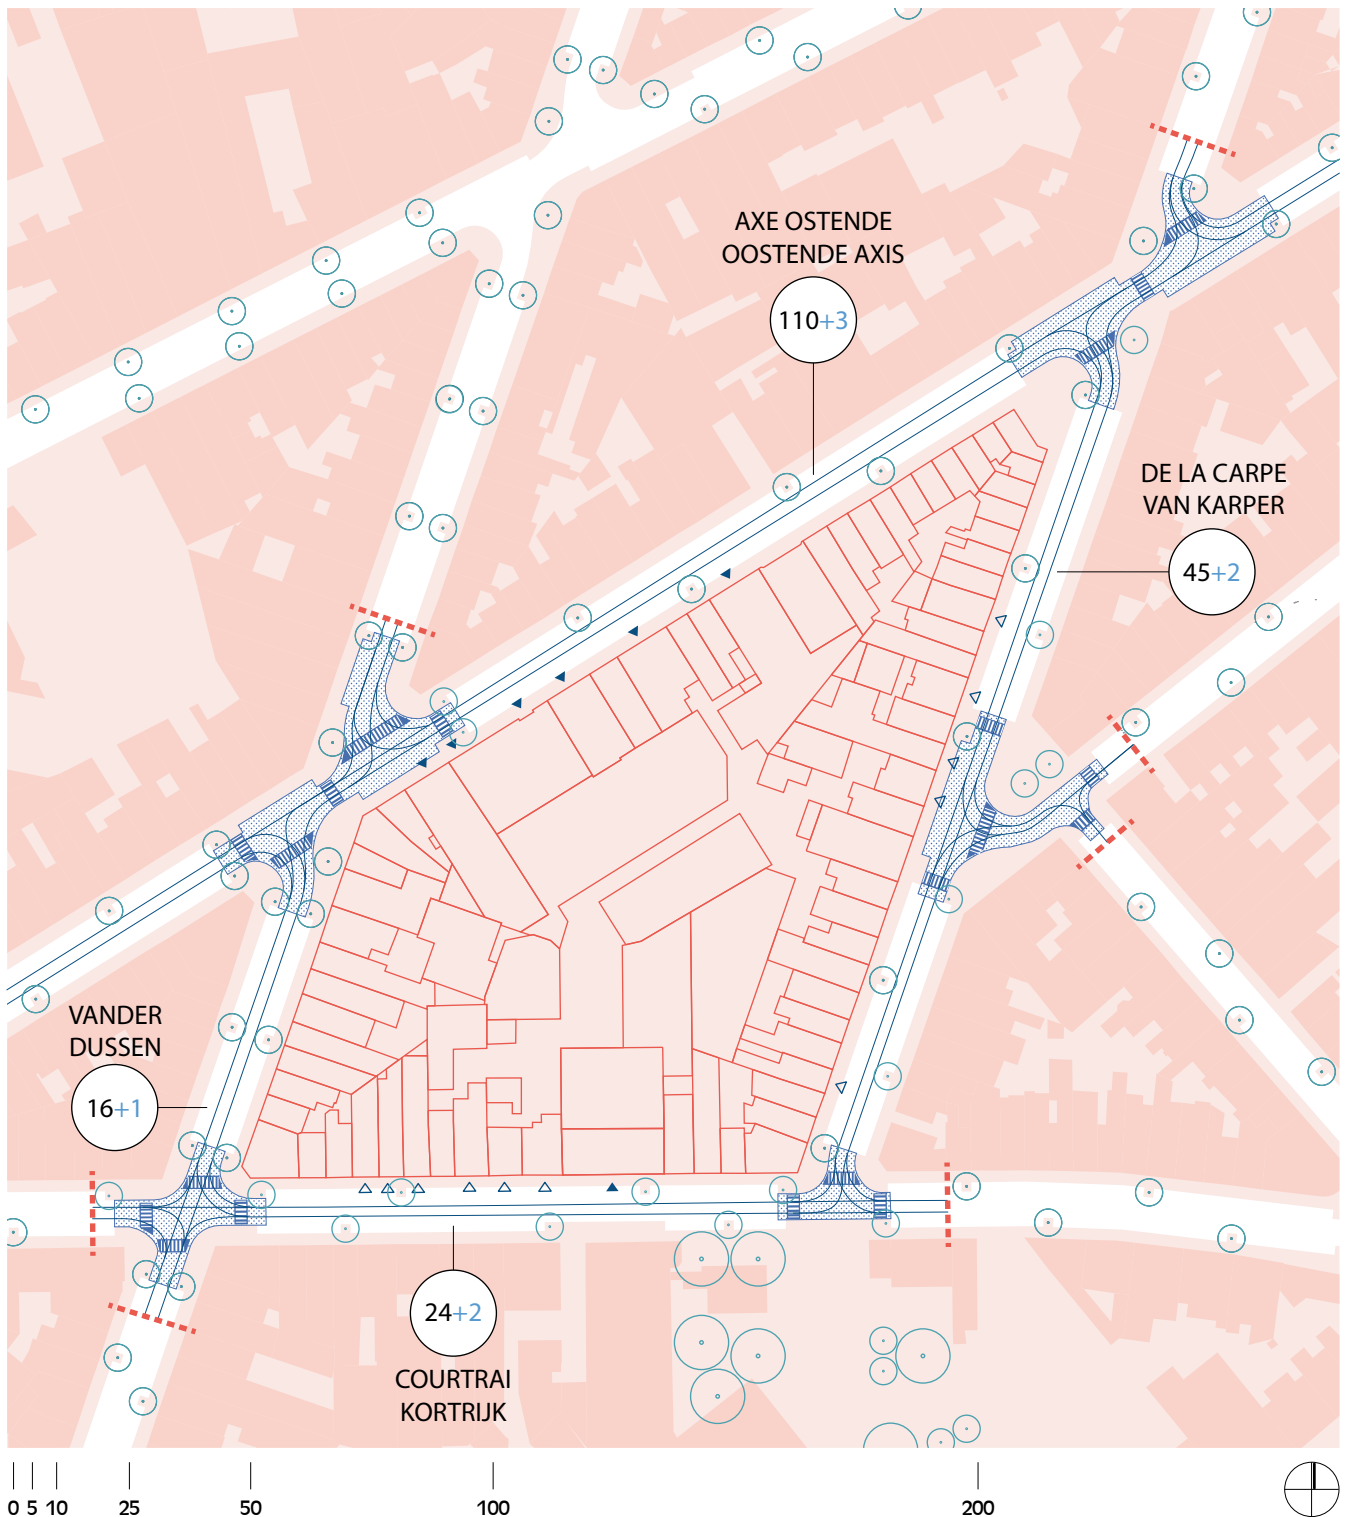 AXE OSTENDE
OOSTENDE AXIS
110+3
DE LA CARPE
VAN KARPER
45+2
VANDER
DUSSEN
16+1
24+2
COURTRAI
KORTRIJK
0 5 10 25 50 100 200